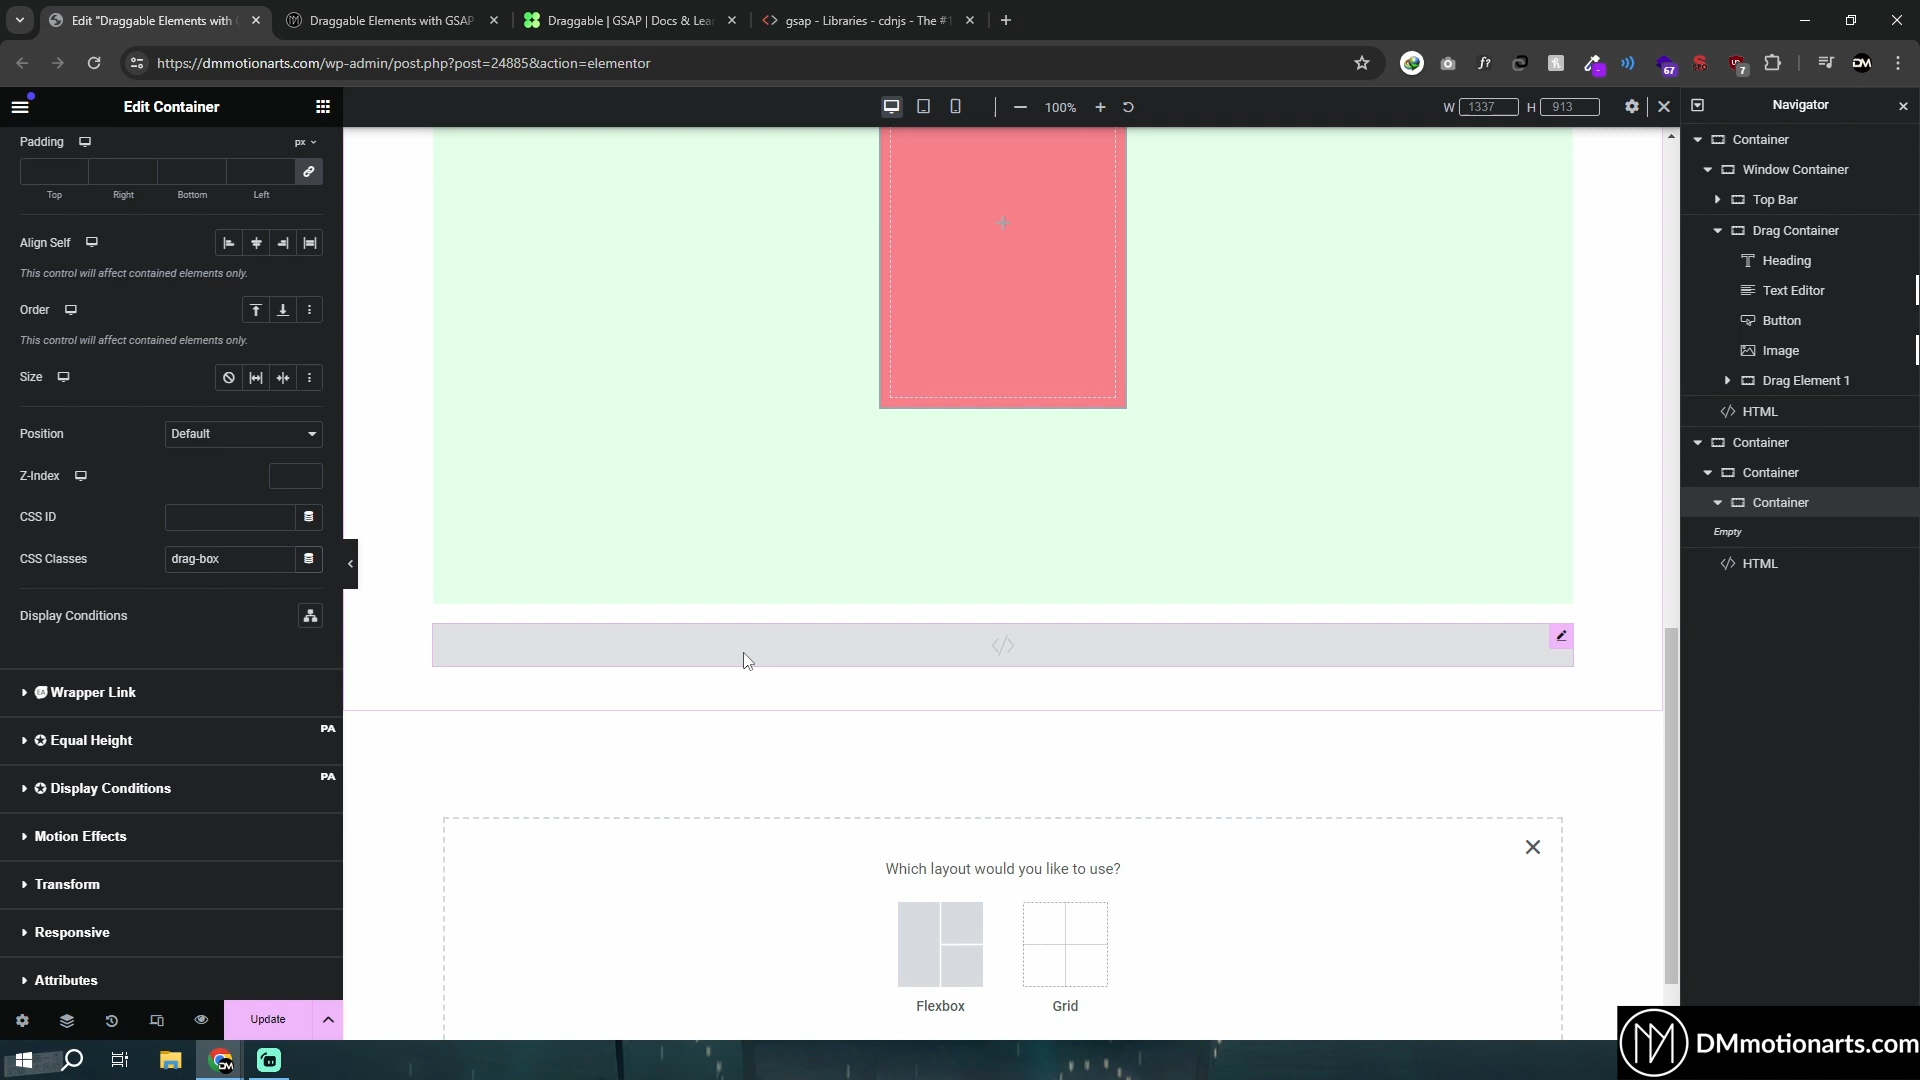 Edit "Draggable Elements with
Draggable Elements with GSAP
Draggable | GSAP | Docs & Lea
gsap - Libraries - cdnjs - The #1
https://dmmotionarts.com/wp-admin/post.php?post=24885&action=elementor
f?
67
7
DM
Edit Container
100%
W 1337 H 913
Navigator
Padding
px
Top Right Bottom Left
Align Self
This control will affect contained elements only.
Order
This control will affect contained elements only.
Size
Position
Default
Z-Index
CSS ID
CSS Classes
drag-box
Display Conditions
Wrapper Link
Equal Height
PA
Display Conditions
PA
Motion Effects
Transform
Responsive
Attributes
Update
Which layout would you like to use?
Flexbox
Grid
Container
Window Container
Top Bar
Drag Container
Heading
Text Editor
Button
Image
Drag Element 1
HTML
Container
Container
Container
Empty
HTML
DMmotionarts.com